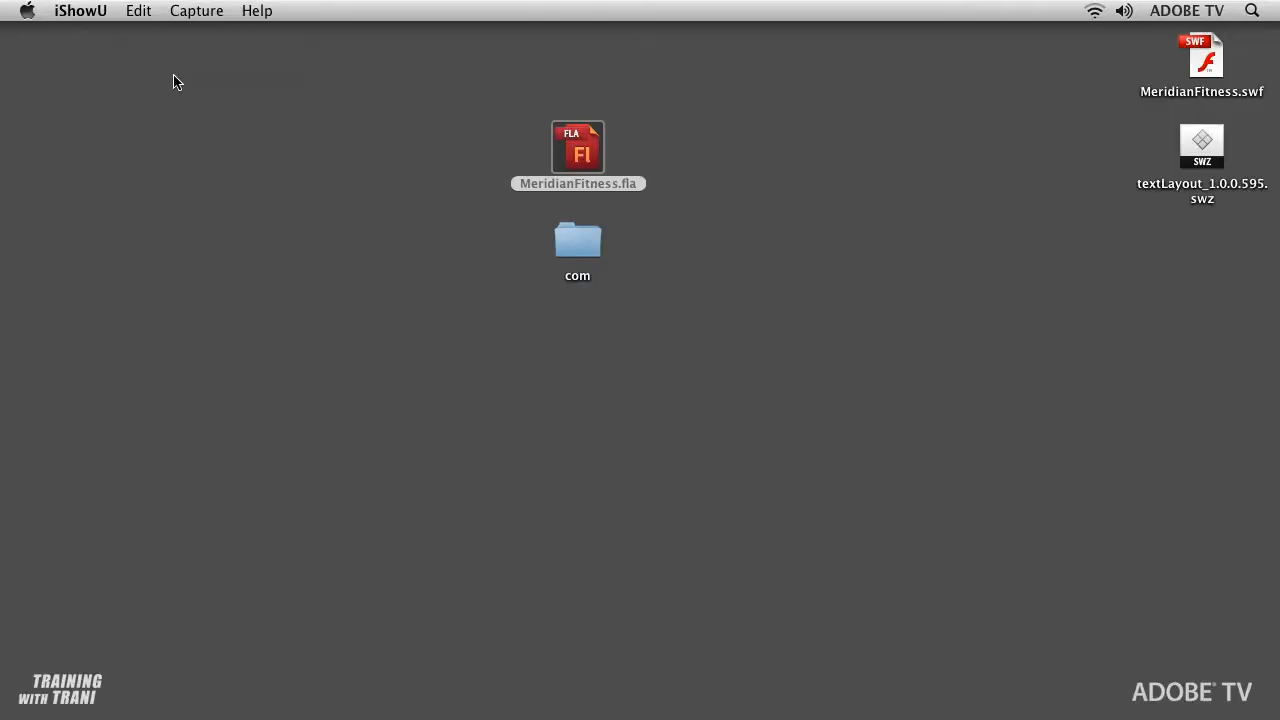 iShowU Edit Capture Help ADOBE TV
SWF
MeridianFitness.swf
FLA
Fl
MeridianFitness.fla
SWZ
textLayout_1.0.0.595.
swz
com
TRAINING
WITH TRANI
ADOBE® TV